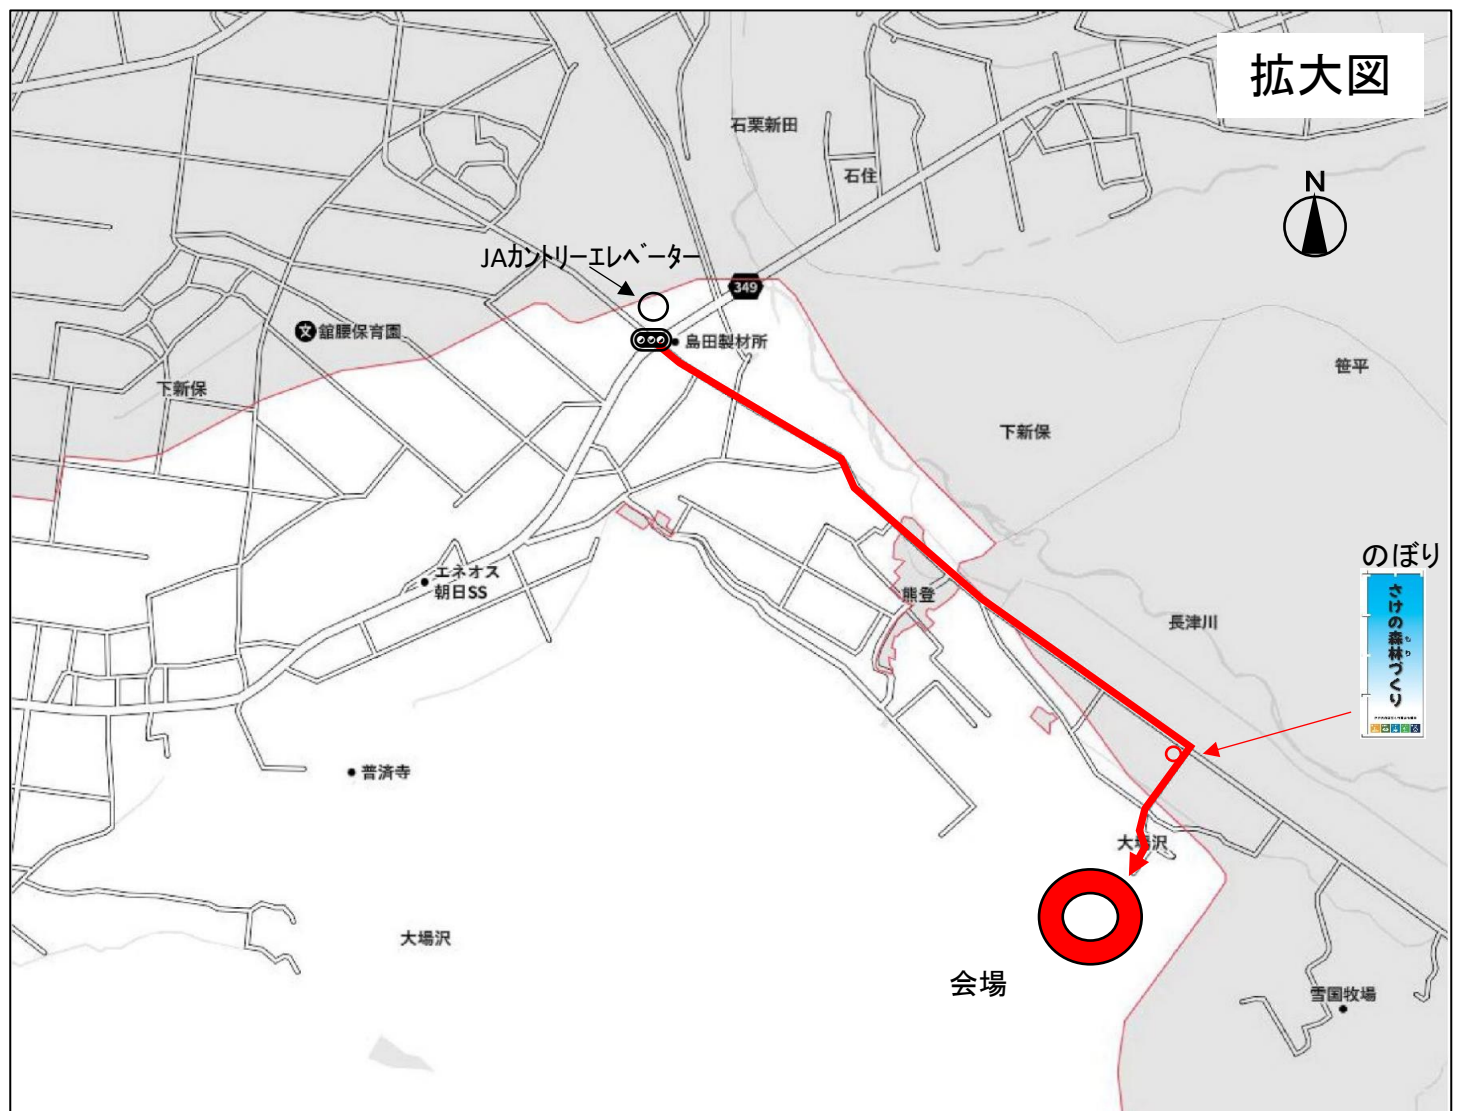 拡大図
石栗新田
石住
N
JAカントリーエレベーター
349
舘腰保育園
島田製材所
下新保
笹平
下新保
のぼり
エネオス
朝日SS
熊登
長津川
さけの森林づくり
もり
普済寺
大場沢
大場沢
会場
雪国牧場